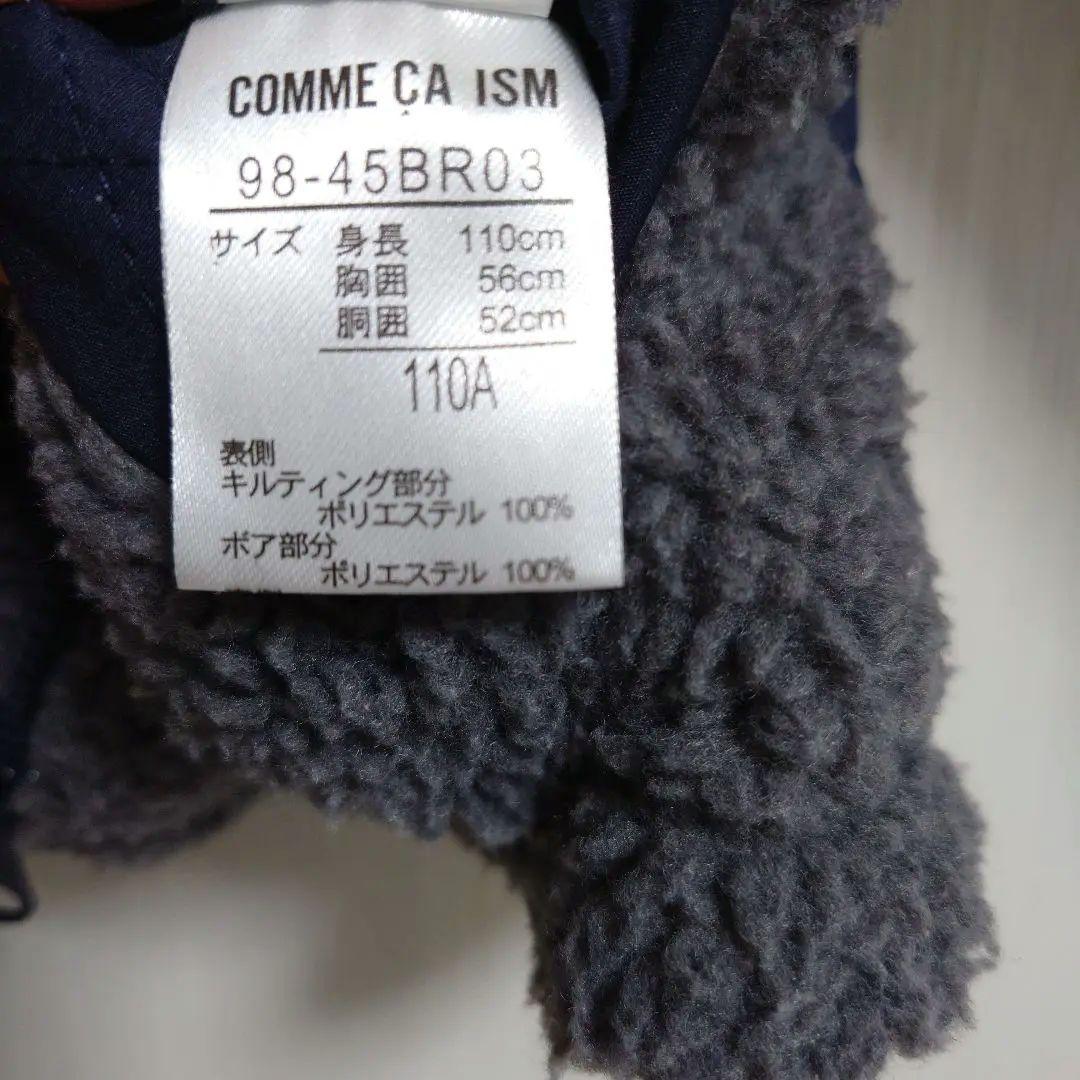 COMME ÇA ISM
98-45BR03
サイズ 身長 110cm
胸囲 56cm
胴囲 52cm
110A
表側
キルティング部分
ポリエステル 100%
ボア部分
ポリエステル 100%